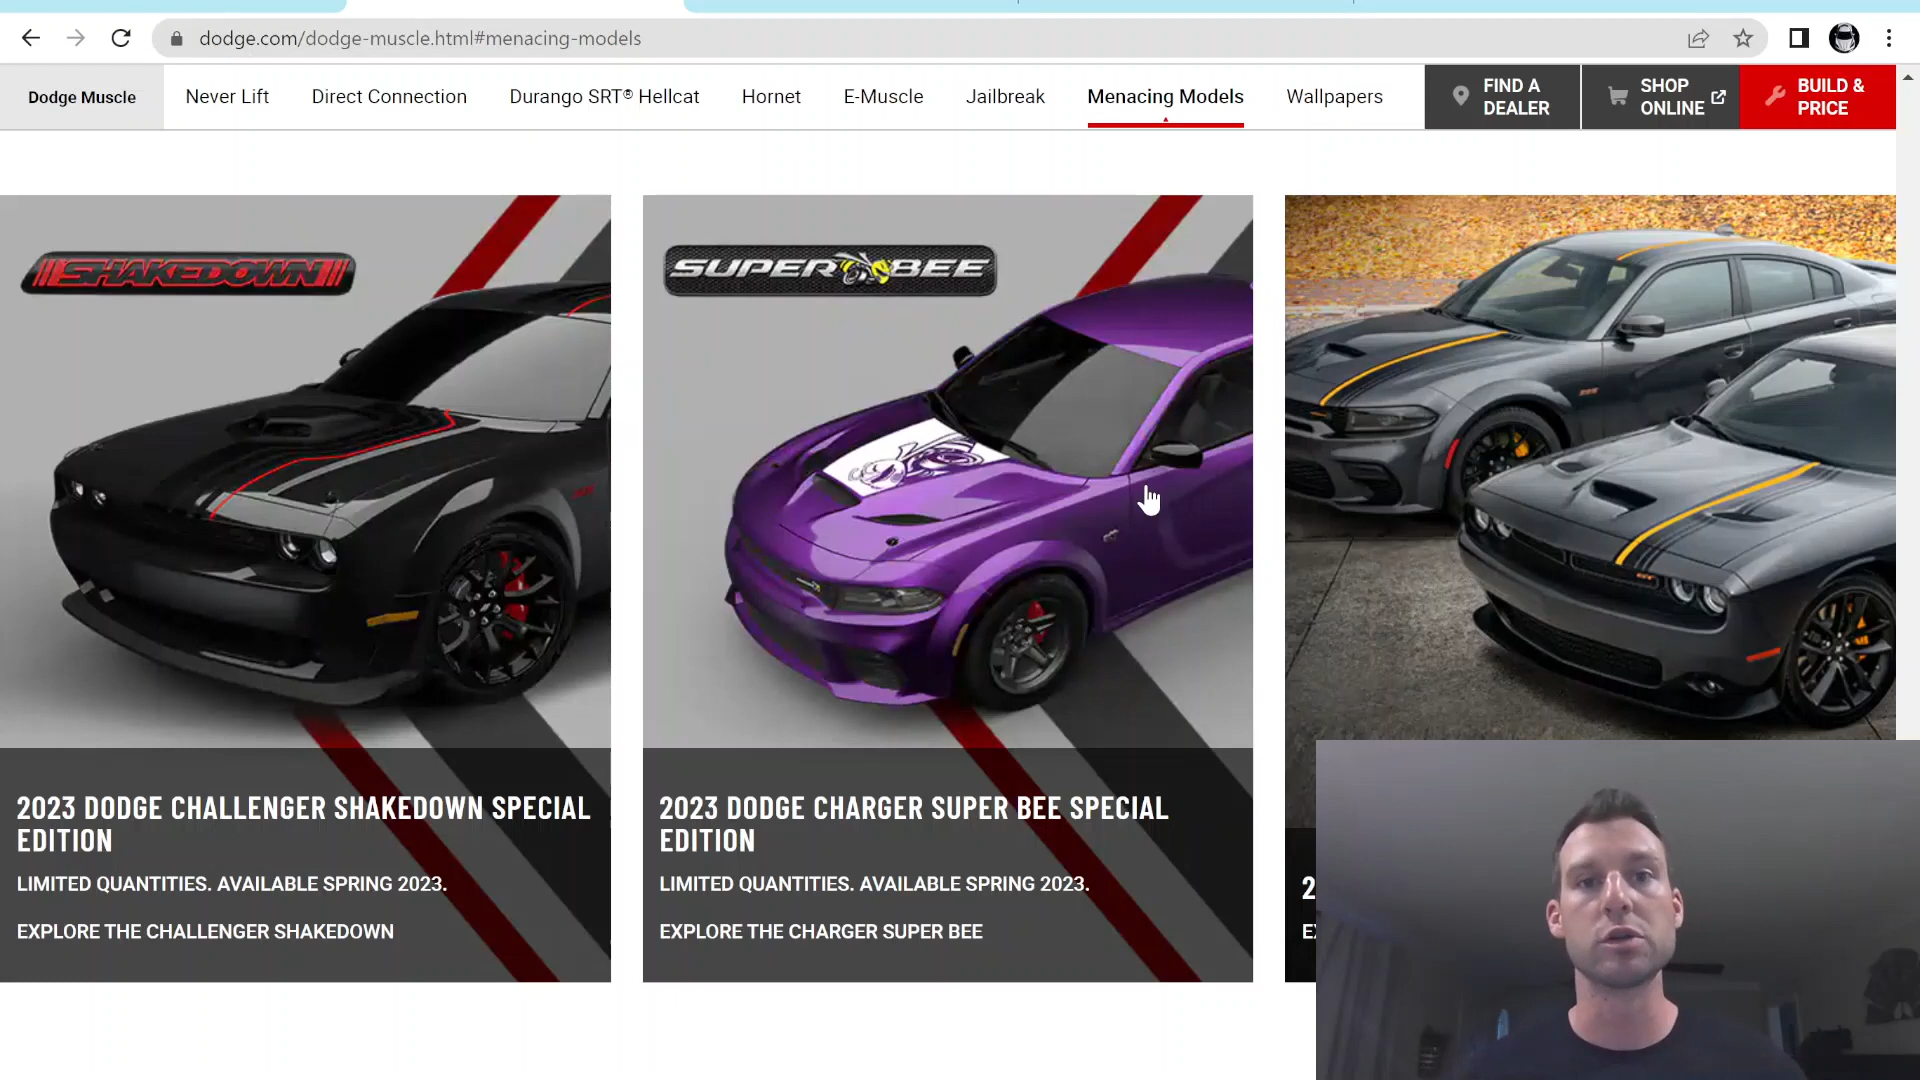 dodge.com/dodge-muscle.html#menacing-models
Dodge Muscle
Never Lift
Direct Connection
Durango SRT® Hellcat
Hornet
E-Muscle
Jailbreak
Menacing Models
Wallpapers
FIND A
DEALER
SHOP
ONLINE
BUILD &
PRICE
SHAKEDOWN
SUPER BEE
2023 DODGE CHALLENGER SHAKEDOWN SPECIAL
EDITION
LIMITED QUANTITIES. AVAILABLE SPRING 2023.
EXPLORE THE CHALLENGER SHAKEDOWN
2023 DODGE CHARGER SUPER BEE SPECIAL
EDITION
LIMITED QUANTITIES. AVAILABLE SPRING 2023.
EXPLORE THE CHARGER SUPER BEE